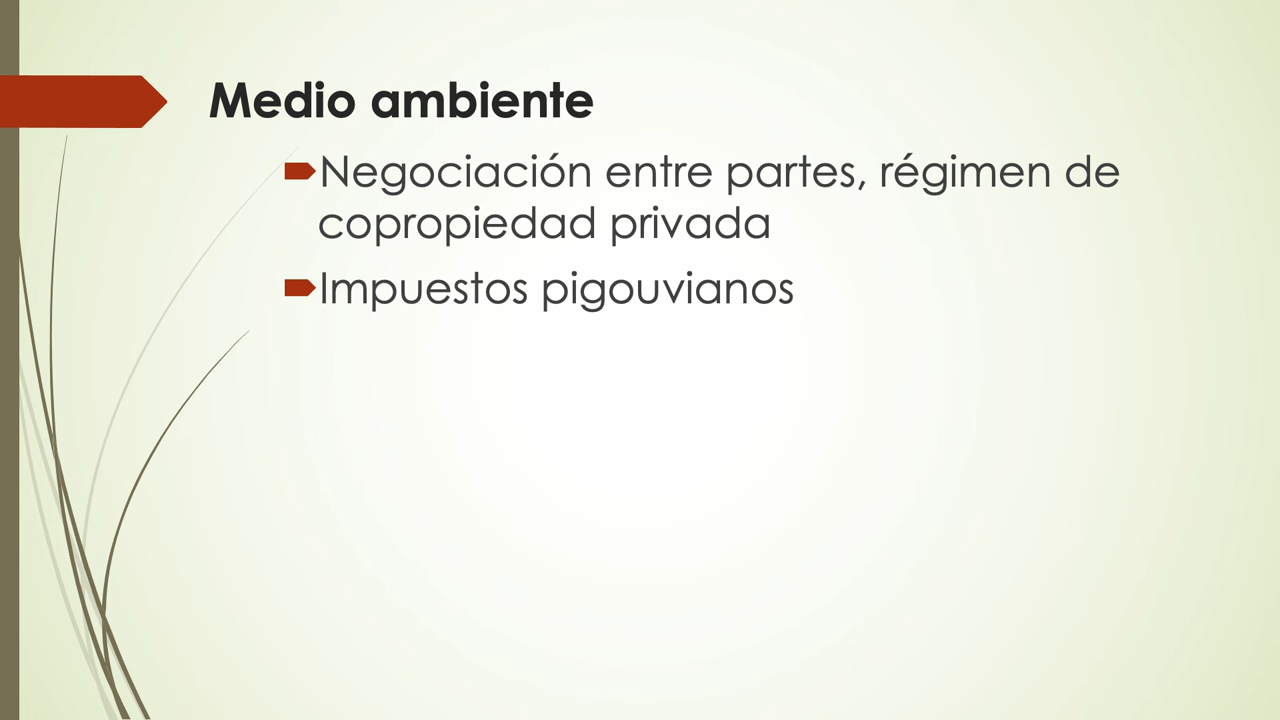 Medio ambiente
Negociación entre partes, régimen de
copropiedad privada
Impuestos pigouvianos